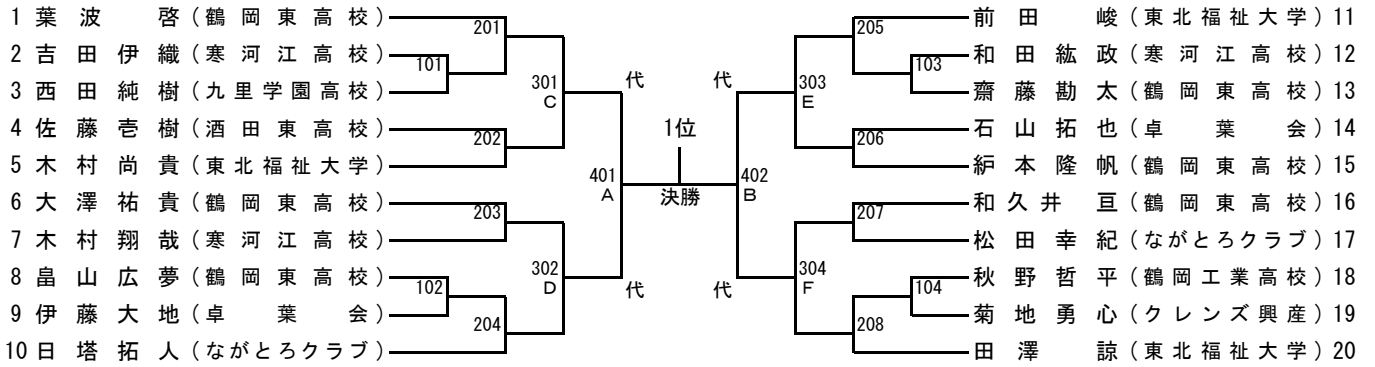 1 葉波 啓 (鶴岡東高校)
2 吉田伊織 (寒河江高校)
3 西田純樹 (九里学園高校)
4 佐藤壱樹 (酒田東高校)
5 木村尚貴 (東北福祉大学)
6 大澤祐貴 (鶴岡東高校)
7 木村翔哉 (寒河江高校)
8 畠山広夢 (鶴岡東高校)
9 伊藤大地 (卓葉会)
10 日塔拓人 (ながとろクラブ)
201
101
202
203
102
204
301
C
302
D
代
代
401
A
1位
決勝
402
B
代
代
303
E
304
F
205
103
206
207
104
208
前田 峻 (東北福祉大学) 11
和田紘政 (寒河江高校) 12
齋藤勘太 (鶴岡東高校) 13
石山拓也 (卓葉会) 14
絈本隆帆 (鶴岡東高校) 15
和久井 亘 (鶴岡東高校) 16
松田幸紀 (ながとろクラブ) 17
秋野哲平 (鶴岡工業高校) 18
菊地勇心 (クレンズ興産) 19
田澤 諒 (東北福祉大学) 20